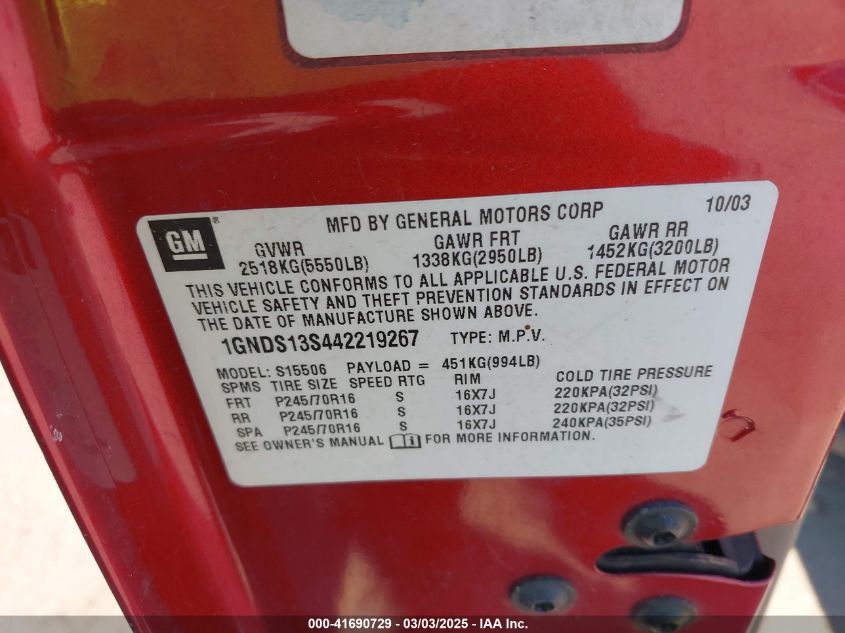 GM
MFD BY GENERAL MOTORS CORP 10/03
GVWR GAWR FRT GAWR RR
2518KG(5550LB) 1338KG(2950LB) 1452KG(3200LB)
THIS VEHICLE CONFORMS TO ALL APPLICABLE U.S. FEDERAL MOTOR
VEHICLE SAFETY AND THEFT PREVENTION STANDARDS IN EFFECT ON
THE DATE OF MANUFACTURE SHOWN ABOVE.
1GNDS13S442219267 TYPE: M.P.V.
MODEL: S15506 PAYLOAD = 451KG(994LB)
SPMS TIRE SIZE SPEED RTG RIM COLD TIRE PRESSURE
FRT P245/70R16 S 16X7J 220KPA(32PSI)
RR P245/70R16 S 16X7J 220KPA(32PSI)
SPA P245/70R16 S 16X7J 240KPA(35PSI)
SEE OWNER'S MANUAL FOR MORE INFORMATION.
000-41690729 - 03/03/2025 - IAA Inc.